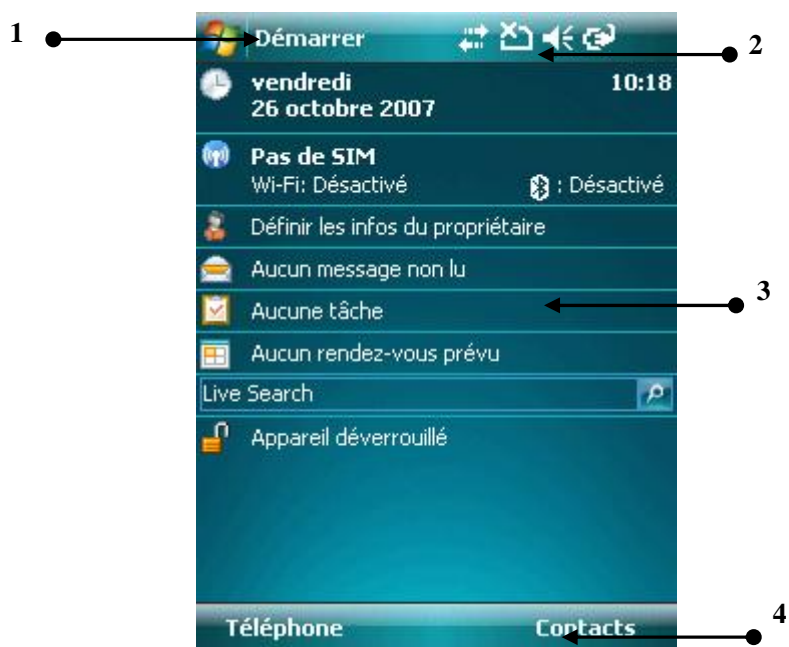 1
Démarrer
2
vendredi 10:18
26 octobre 2007
Pas de SIM
Wi-Fi: Désactivé : Désactivé
Définir les infos du propriétaire
Aucun message non lu
3
Aucune tâche
Aucun rendez-vous prévu
Live Search
Appareil déverrouillé
4
Téléphone Contacts